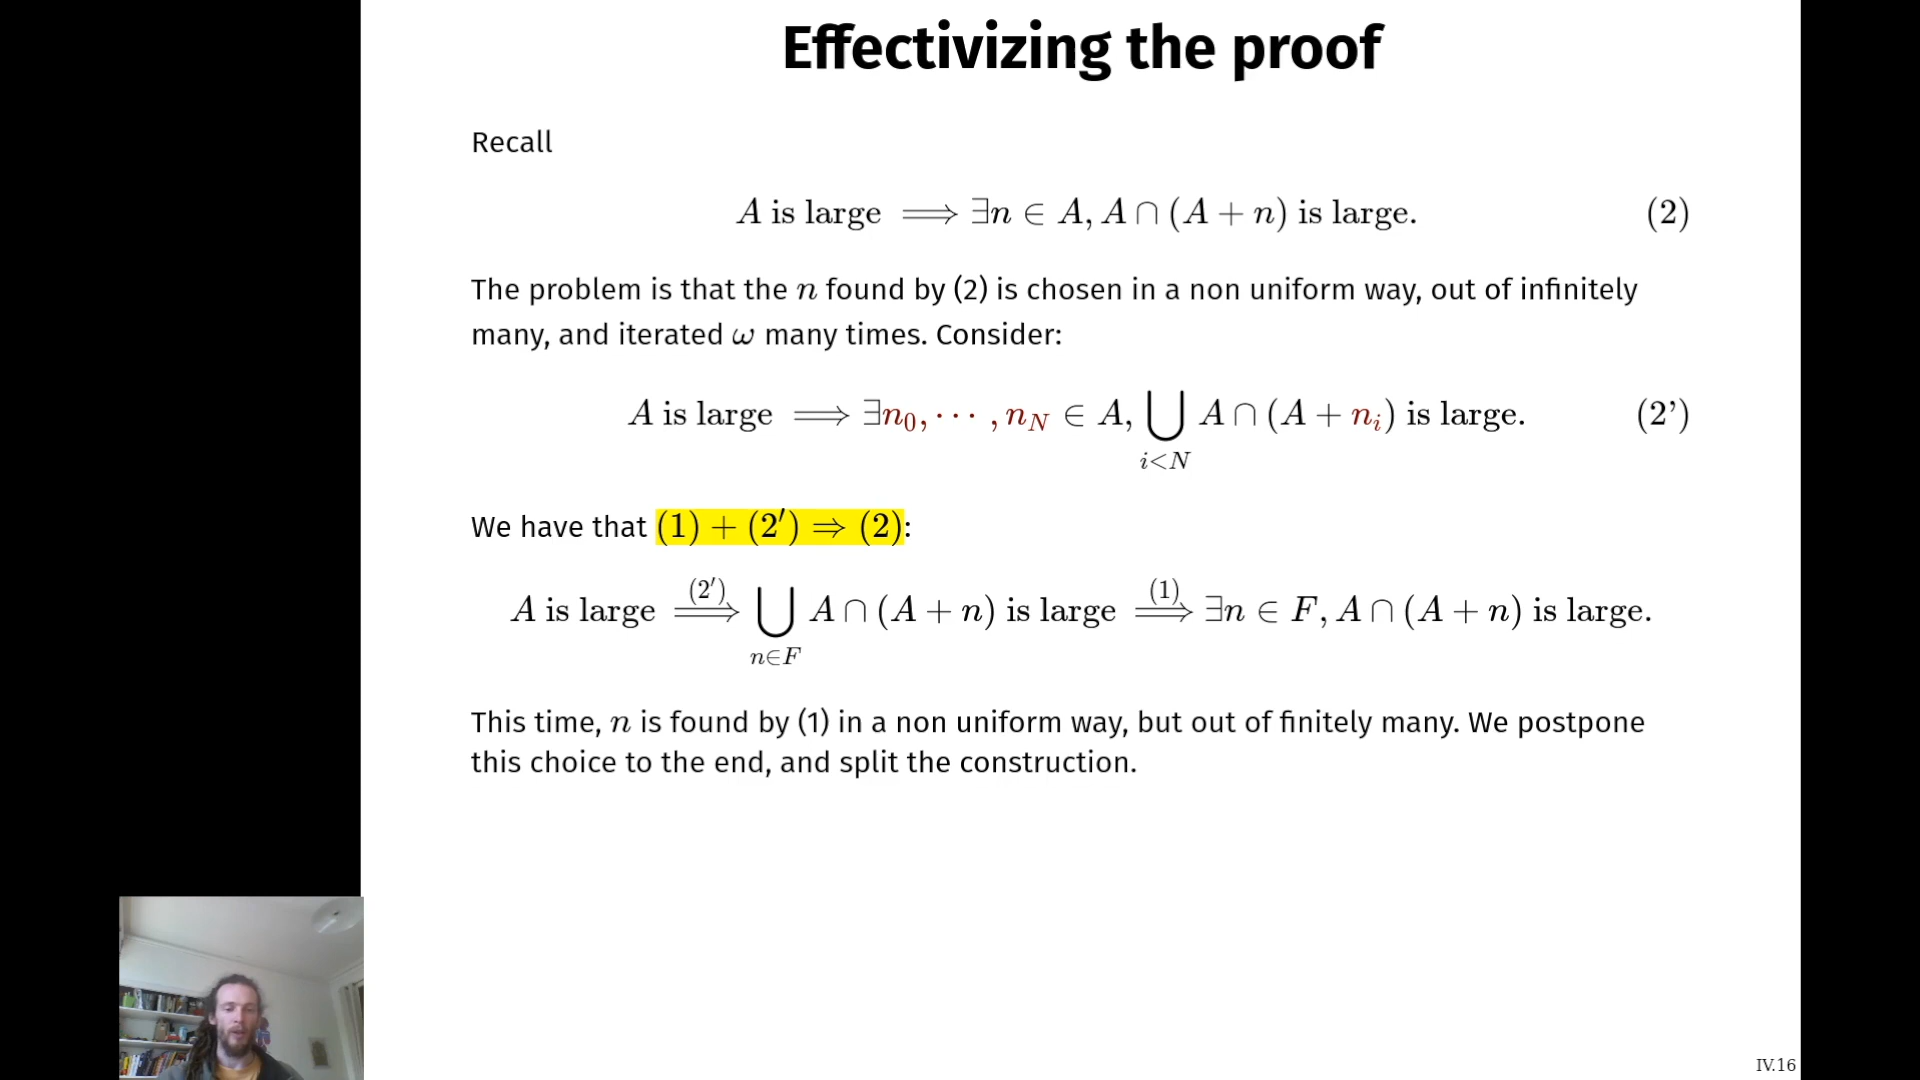 Effectivizing the proof
Recall
A is large ⟹ ∃n ∈ A, A ∩ (A + n) is large. (2)
The problem is that the n found by (2) is chosen in a non uniform way, out of infinitely
many, and iterated ω many times. Consider:
A is large ⟹ ∃n₀, ⋯ , n_N ∈ A, ⋃_{i<N} A ∩ (A + n_i) is large. (2’)
We have that (1) + (2′) ⇒ (2):
A is large ⟹^{(2′)} ⋃_{n∈F} A ∩ (A + n) is large ⟹^{(1)} ∃n ∈ F, A ∩ (A + n) is large.
This time, n is found by (1) in a non uniform way, but out of finitely many. We postpone
this choice to the end, and split the construction.
IV.16